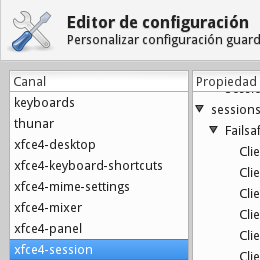 Editor de configuración
Personalizar configuración guard
Canal
Propiedad
keyboards
thunar
xfce4-desktop
xfce4-keyboard-shortcuts
xfce4-mime-settings
xfce4-mixer
xfce4-panel
xfce4-session
sessions
Failsaf
Clie
Clie
Clie
Clie
Clie
Clie